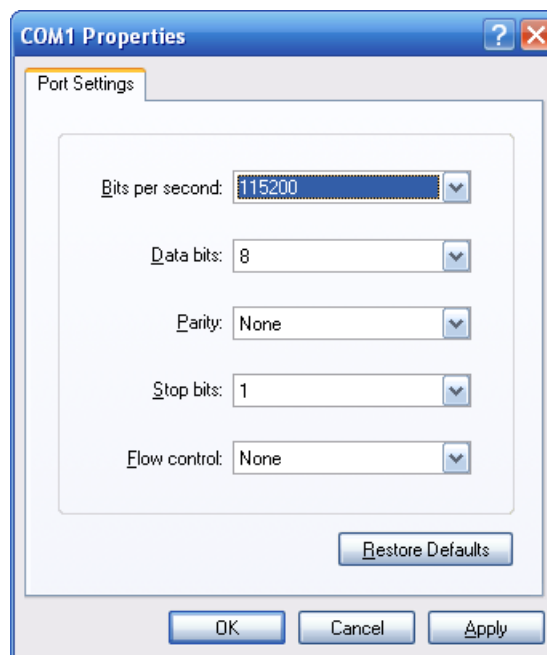 COM1 Properties
Port Settings
Bits per second: 115200
Data bits: 8
Parity: None
Stop bits: 1
Flow control: None
Restore Defaults
OK Cancel Apply